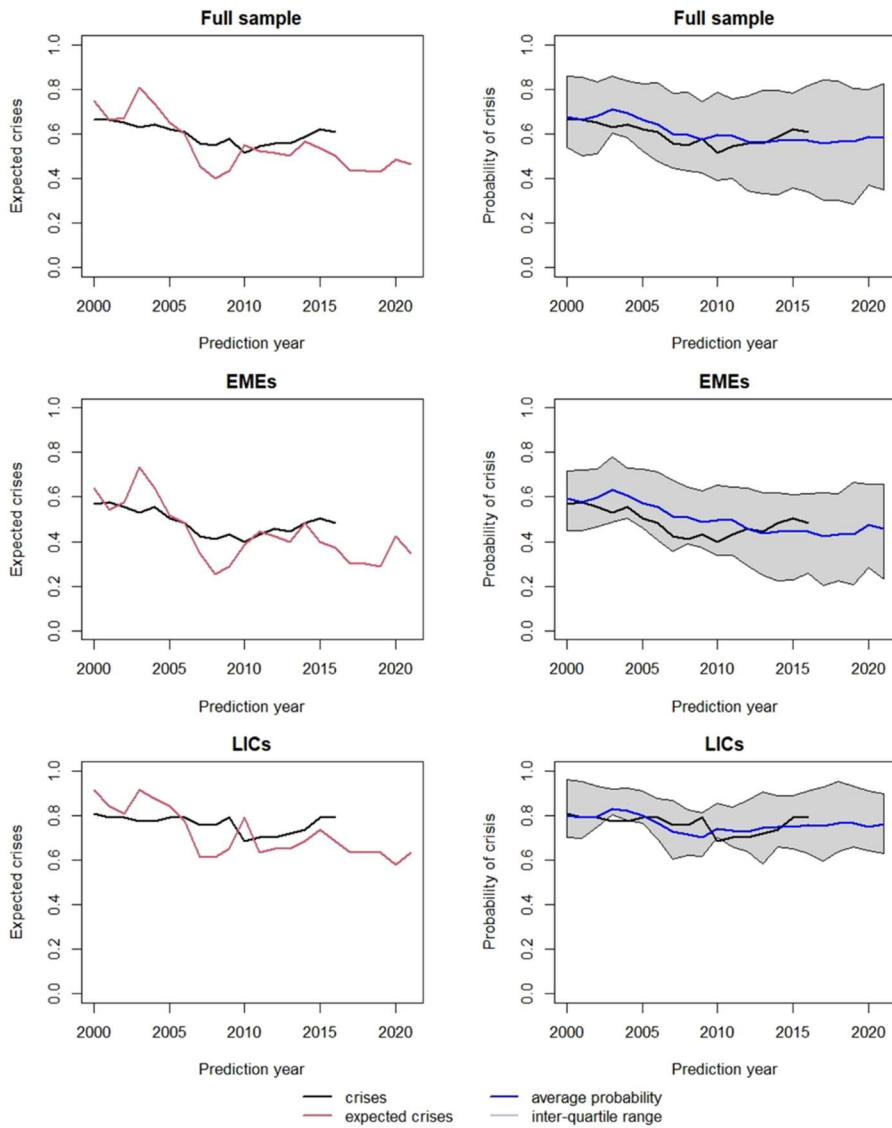 Full sample
Expected crises
0.0 0.2 0.4 0.6 0.8 1.0
2000 2005 2010 2015 2020
Prediction year
Full sample
Probability of crisis
0.0 0.2 0.4 0.6 0.8 1.0
2000 2005 2010 2015 2020
Prediction year
EMEs
Expected crises
0.0 0.2 0.4 0.6 0.8 1.0
2000 2005 2010 2015 2020
Prediction year
EMEs
Probability of crisis
0.0 0.2 0.4 0.6 0.8 1.0
2000 2005 2010 2015 2020
Prediction year
LICs
Expected crises
0.0 0.2 0.4 0.6 0.8 1.0
2000 2005 2010 2015 2020
Prediction year
LICs
Probability of crisis
0.0 0.2 0.4 0.6 0.8 1.0
2000 2005 2010 2015 2020
Prediction year
crises
expected crises
average probability
inter-quartile range